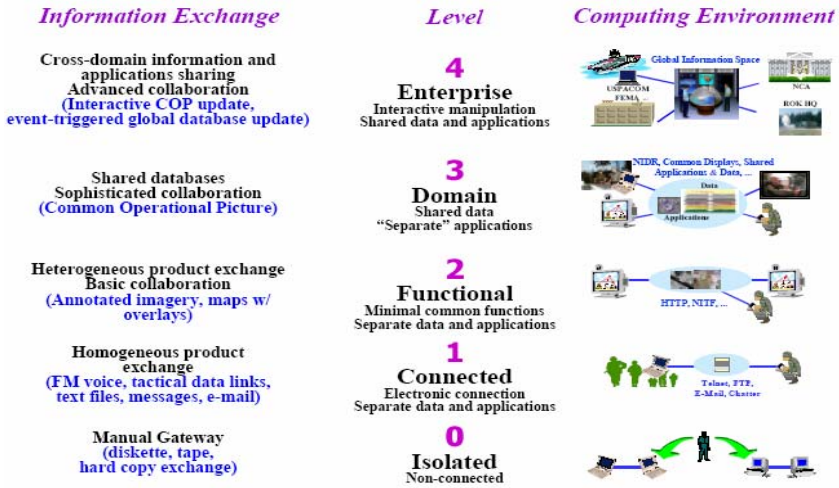 Information Exchange
Level
Computing Environment
Cross-domain information and
applications sharing
Advanced collaboration
(Interactive COP update,
event-triggered global database update)
4
Enterprise
Interactive manipulation
Shared data and applications
Global Information Space
USPACOM
FEMA ...
NCA
ROK HQ
Shared databases
Sophisticated collaboration
(Common Operational Picture)
3
Domain
Shared data
“Separate” applications
NIDR, Common Displays, Shared
Applications & Data, ...
Data
Applications
Heterogeneous product exchange
Basic collaboration
(Annotated imagery, maps w/
overlays)
2
Functional
Minimal common functions
Separate data and applications
HTTP, NITF, ...
Homogeneous product
exchange
(FM voice, tactical data links,
text files, messages, e-mail)
1
Connected
Electronic connection
Separate data and applications
Telnet, FTP,
E-Mail, Chatter
Manual Gateway
(diskette, tape,
hard copy exchange)
0
Isolated
Non-connected